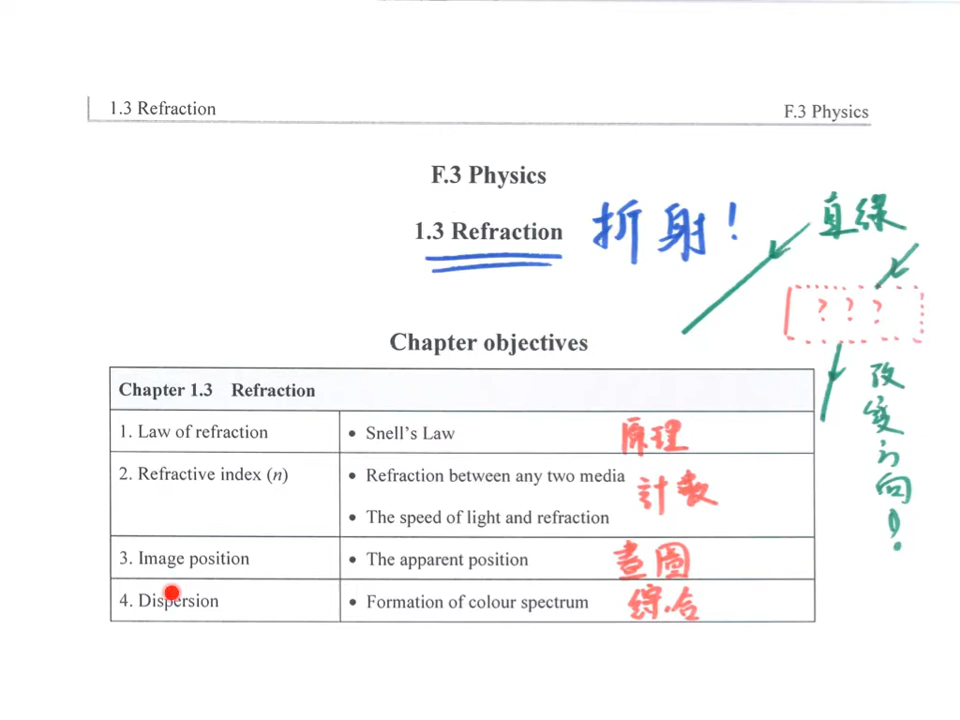 1.3 Refraction
F.3 Physics
F.3 Physics
1.3 Refraction
折射！
直線
???
改變方向！
Chapter objectives
Chapter 1.3 Refraction
1. Law of refraction
• Snell's Law
原理
2. Refractive index (n)
• Refraction between any two media
• The speed of light and refraction
計數
3. Image position
• The apparent position
畫圖
4. Dispersion
• Formation of colour spectrum
綜合